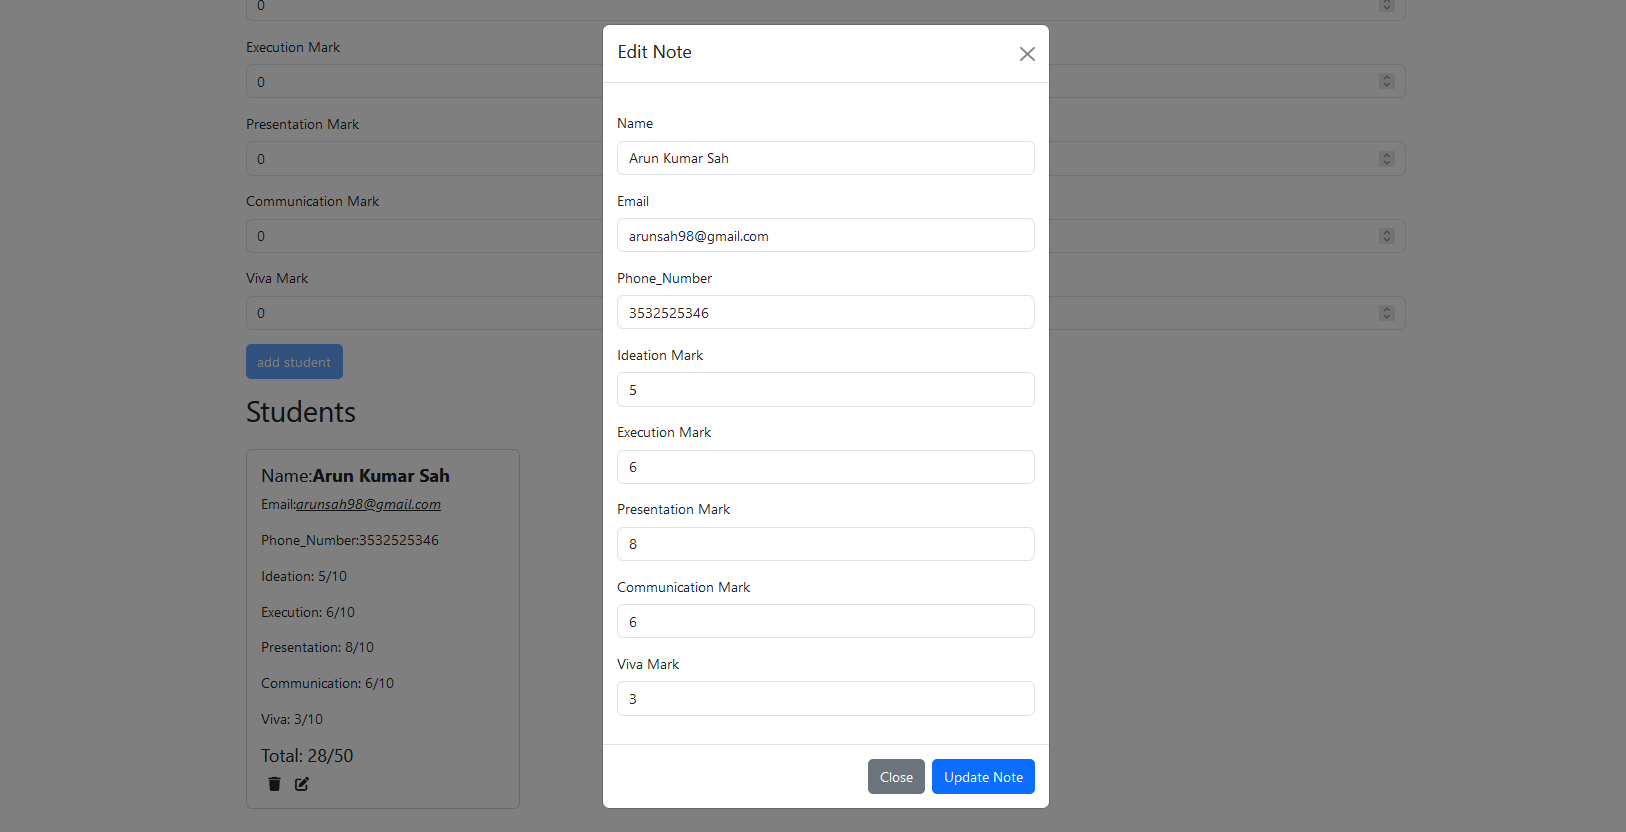 0
Execution Mark
0
Presentation Mark
0
Communication Mark
0
Viva Mark
0
add student
Students
Name:Arun Kumar Sah
Email:arunsah98@gmail.com
Phone_Number:3532525346
Ideation: 5/10
Execution: 6/10
Presentation: 8/10
Communication: 6/10
Viva: 3/10
Total: 28/50
Edit Note
Name
Arun Kumar Sah
Email
arunsah98@gmail.com
Phone_Number
3532525346
Ideation Mark
5
Execution Mark
6
Presentation Mark
8
Communication Mark
6
Viva Mark
3
Close Update Note